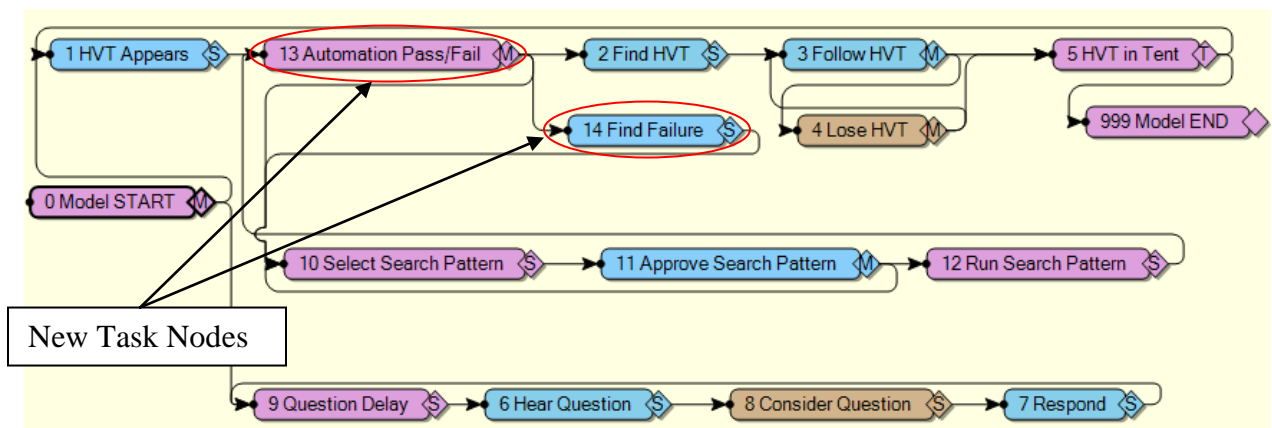 1 HVT Appears S
13 Automation Pass/Fail M
2 Find HVT S
3 Follow HVT M
5 HVT in Tent T
14 Find Failure S
4 Lose HVT M
999 Model END
0 Model START M
10 Select Search Pattern S
11 Approve Search Pattern M
12 Run Search Pattern S
New Task Nodes
9 Question Delay S
6 Hear Question S
8 Consider Question S
7 Respond S